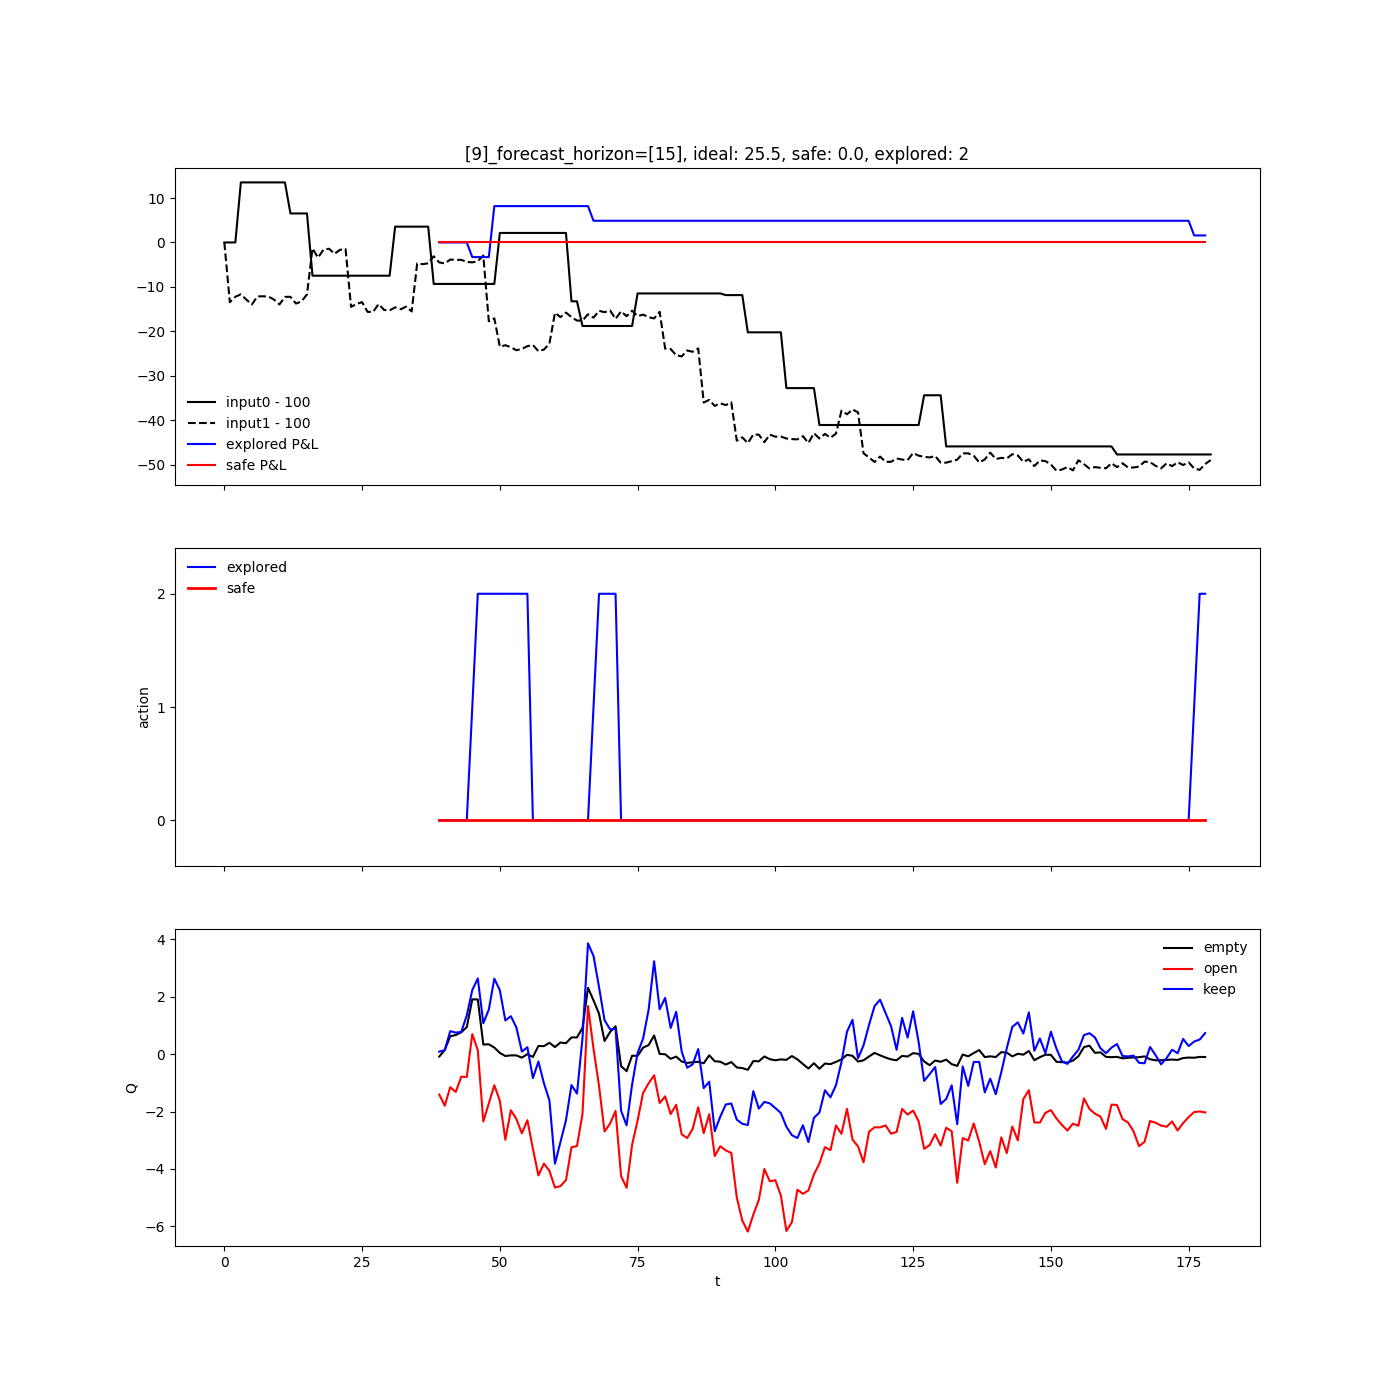 [9]_forecast_horizon=[15], ideal: 25.5, safe: 0.0, explored: 2
10
0
−10
−20
−30
−40
−50
input0 - 100
input1 - 100
explored P&L
safe P&L
explored
safe
2
1
0
action
empty
open
keep
4
2
0
−2
−4
−6
Q
0 25 50 75 100 125 150 175
t